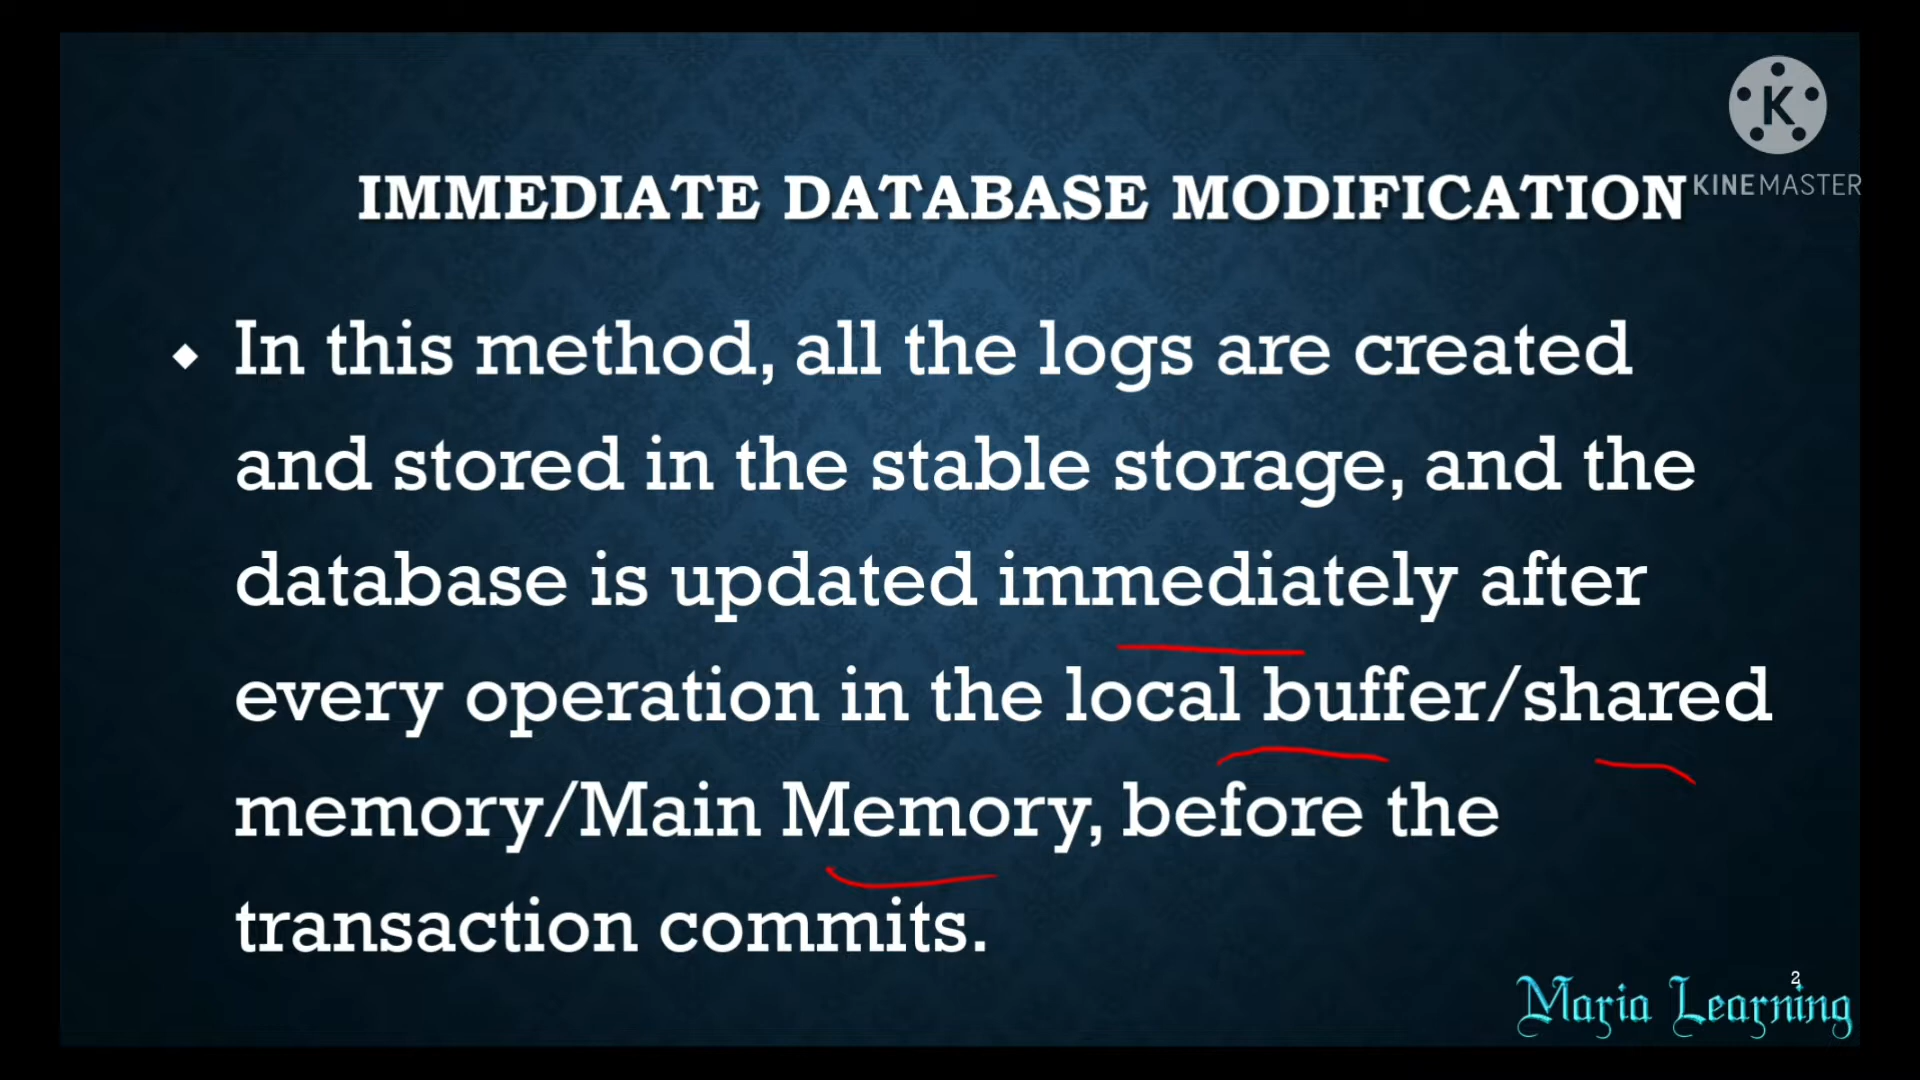 K
KINEMASTER
IMMEDIATE DATABASE MODIFICATION
In this method, all the logs are created
and stored in the stable storage, and the
database is updated immediately after
every operation in the local buffer/shared
memory/Main Memory, before the
transaction commits.
2
Maria Learning